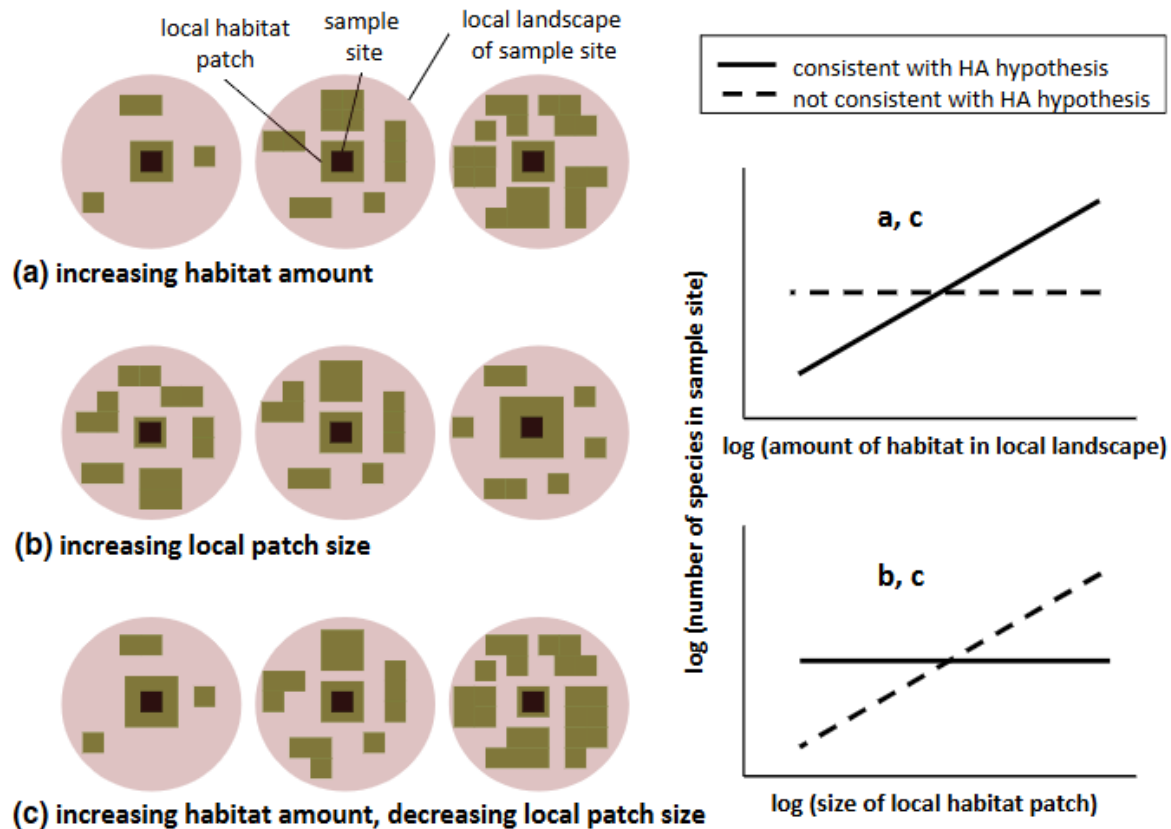 local habitat
patch
sample
site
local landscape
of sample site
(a) increasing habitat amount
(b) increasing local patch size
(c) increasing habitat amount, decreasing local patch size
consistent with HA hypothesis
not consistent with HA hypothesis
log (number of species in sample site)
a, c
log (amount of habitat in local landscape)
b, c
log (size of local habitat patch)